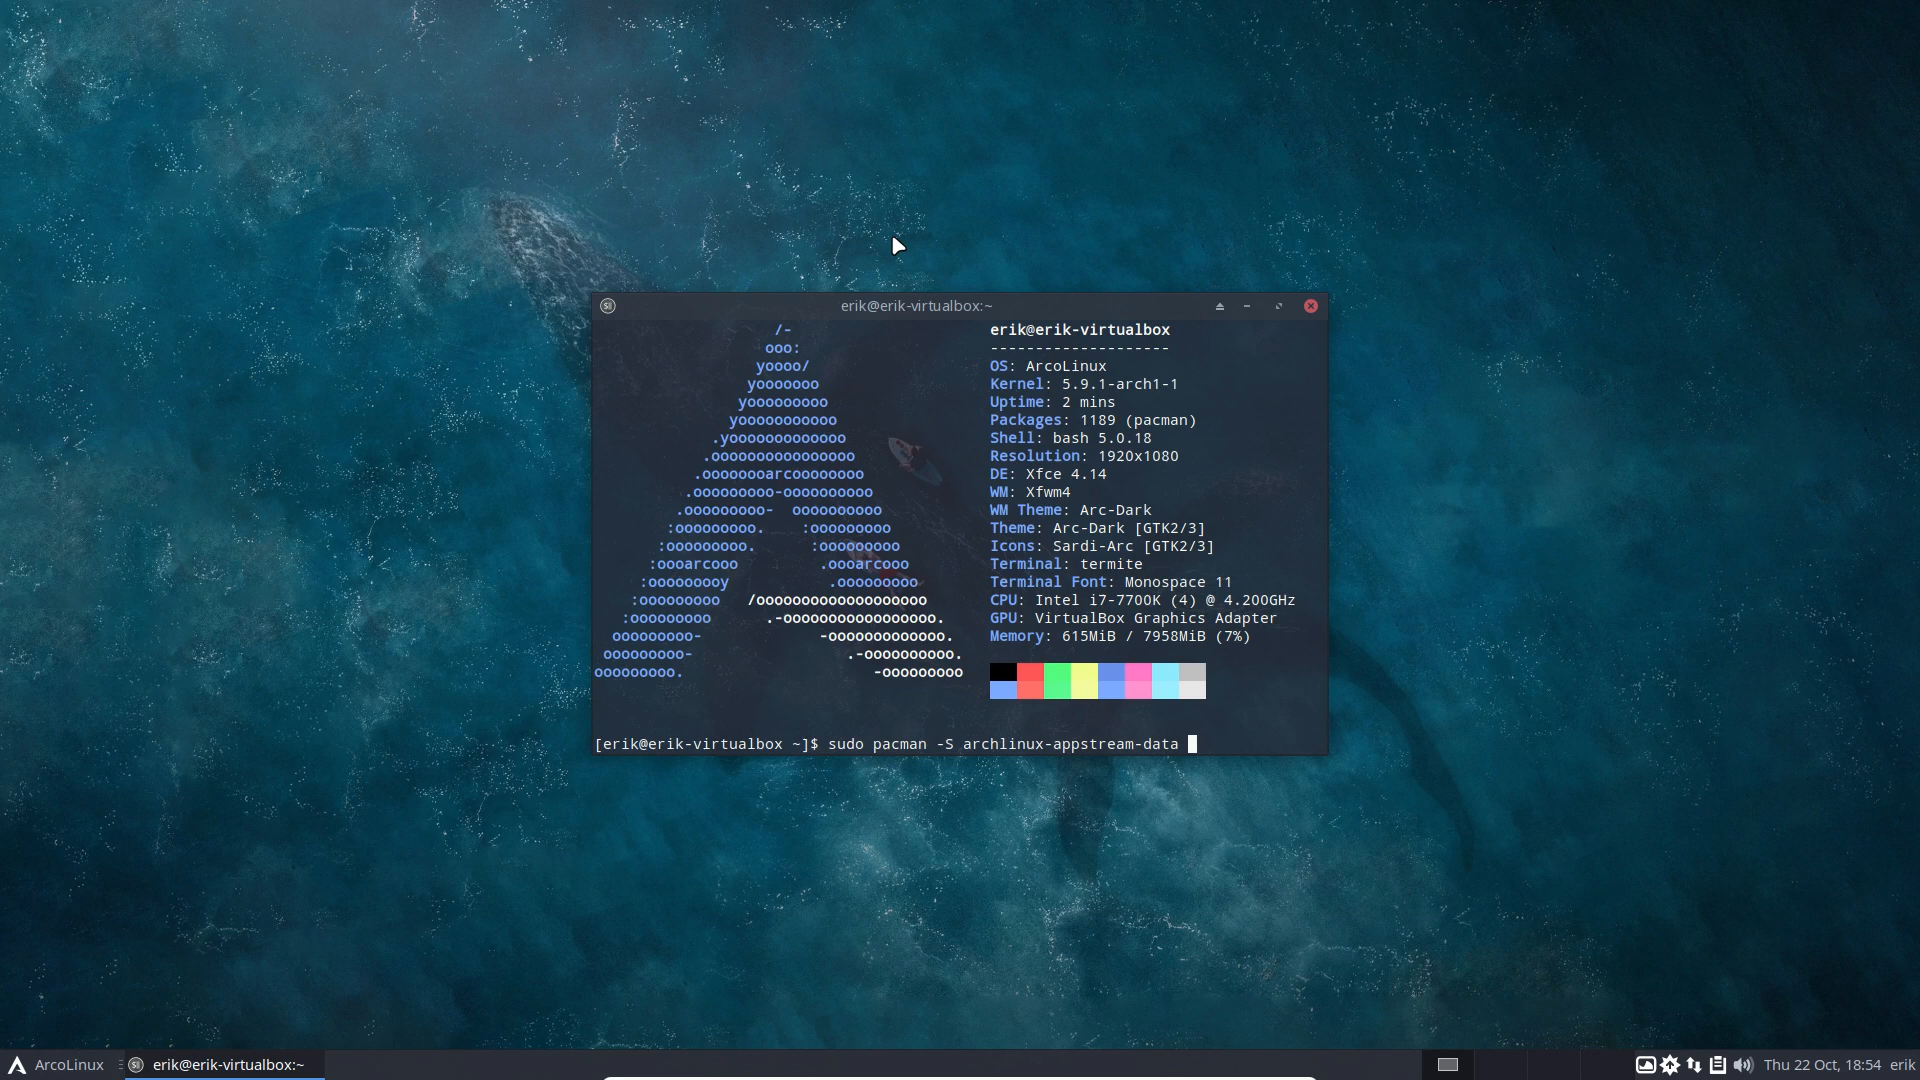 erik@erik-virtualbox:~
/-
ooo:
yoooo/
yooooooo
yooooooooo
yooooooooooo
.yooooooooooooo
.oooooooooooooooo
.oooooooarcoooooooo
.ooooooooo-oooooooooo
.ooooooooo-  oooooooooo
:ooooooooo.    :ooooooooo
:ooooooooo.      :ooooooooo
:oooarcooo         .oooarcooo
:ooooooooy           .ooooooooo
:ooooooooo   /ooooooooooooooooooo
:ooooooooo      .-ooooooooooooooooo.
ooooooooo-             -ooooooooooooo.
ooooooooo-                 .-oooooooooo.
ooooooooo.                     -ooooooooo
erik@erik-virtualbox
--------------------
OS: ArcoLinux
Kernel: 5.9.1-arch1-1
Uptime: 2 mins
Packages: 1189 (pacman)
Shell: bash 5.0.18
Resolution: 1920x1080
DE: Xfce 4.14
WM: Xfwm4
WM Theme: Arc-Dark
Theme: Arc-Dark [GTK2/3]
Icons: Sardi-Arc [GTK2/3]
Terminal: termite
Terminal Font: Monospace 11
CPU: Intel i7-7700K (4) @ 4.200GHz
GPU: VirtualBox Graphics Adapter
Memory: 615MiB / 7958MiB (7%)
[erik@erik-virtualbox ~]$ sudo pacman -S archlinux-appstream-data
ArcoLinux
erik@erik-virtualbox:~
Thu 22 Oct, 18:54
erik